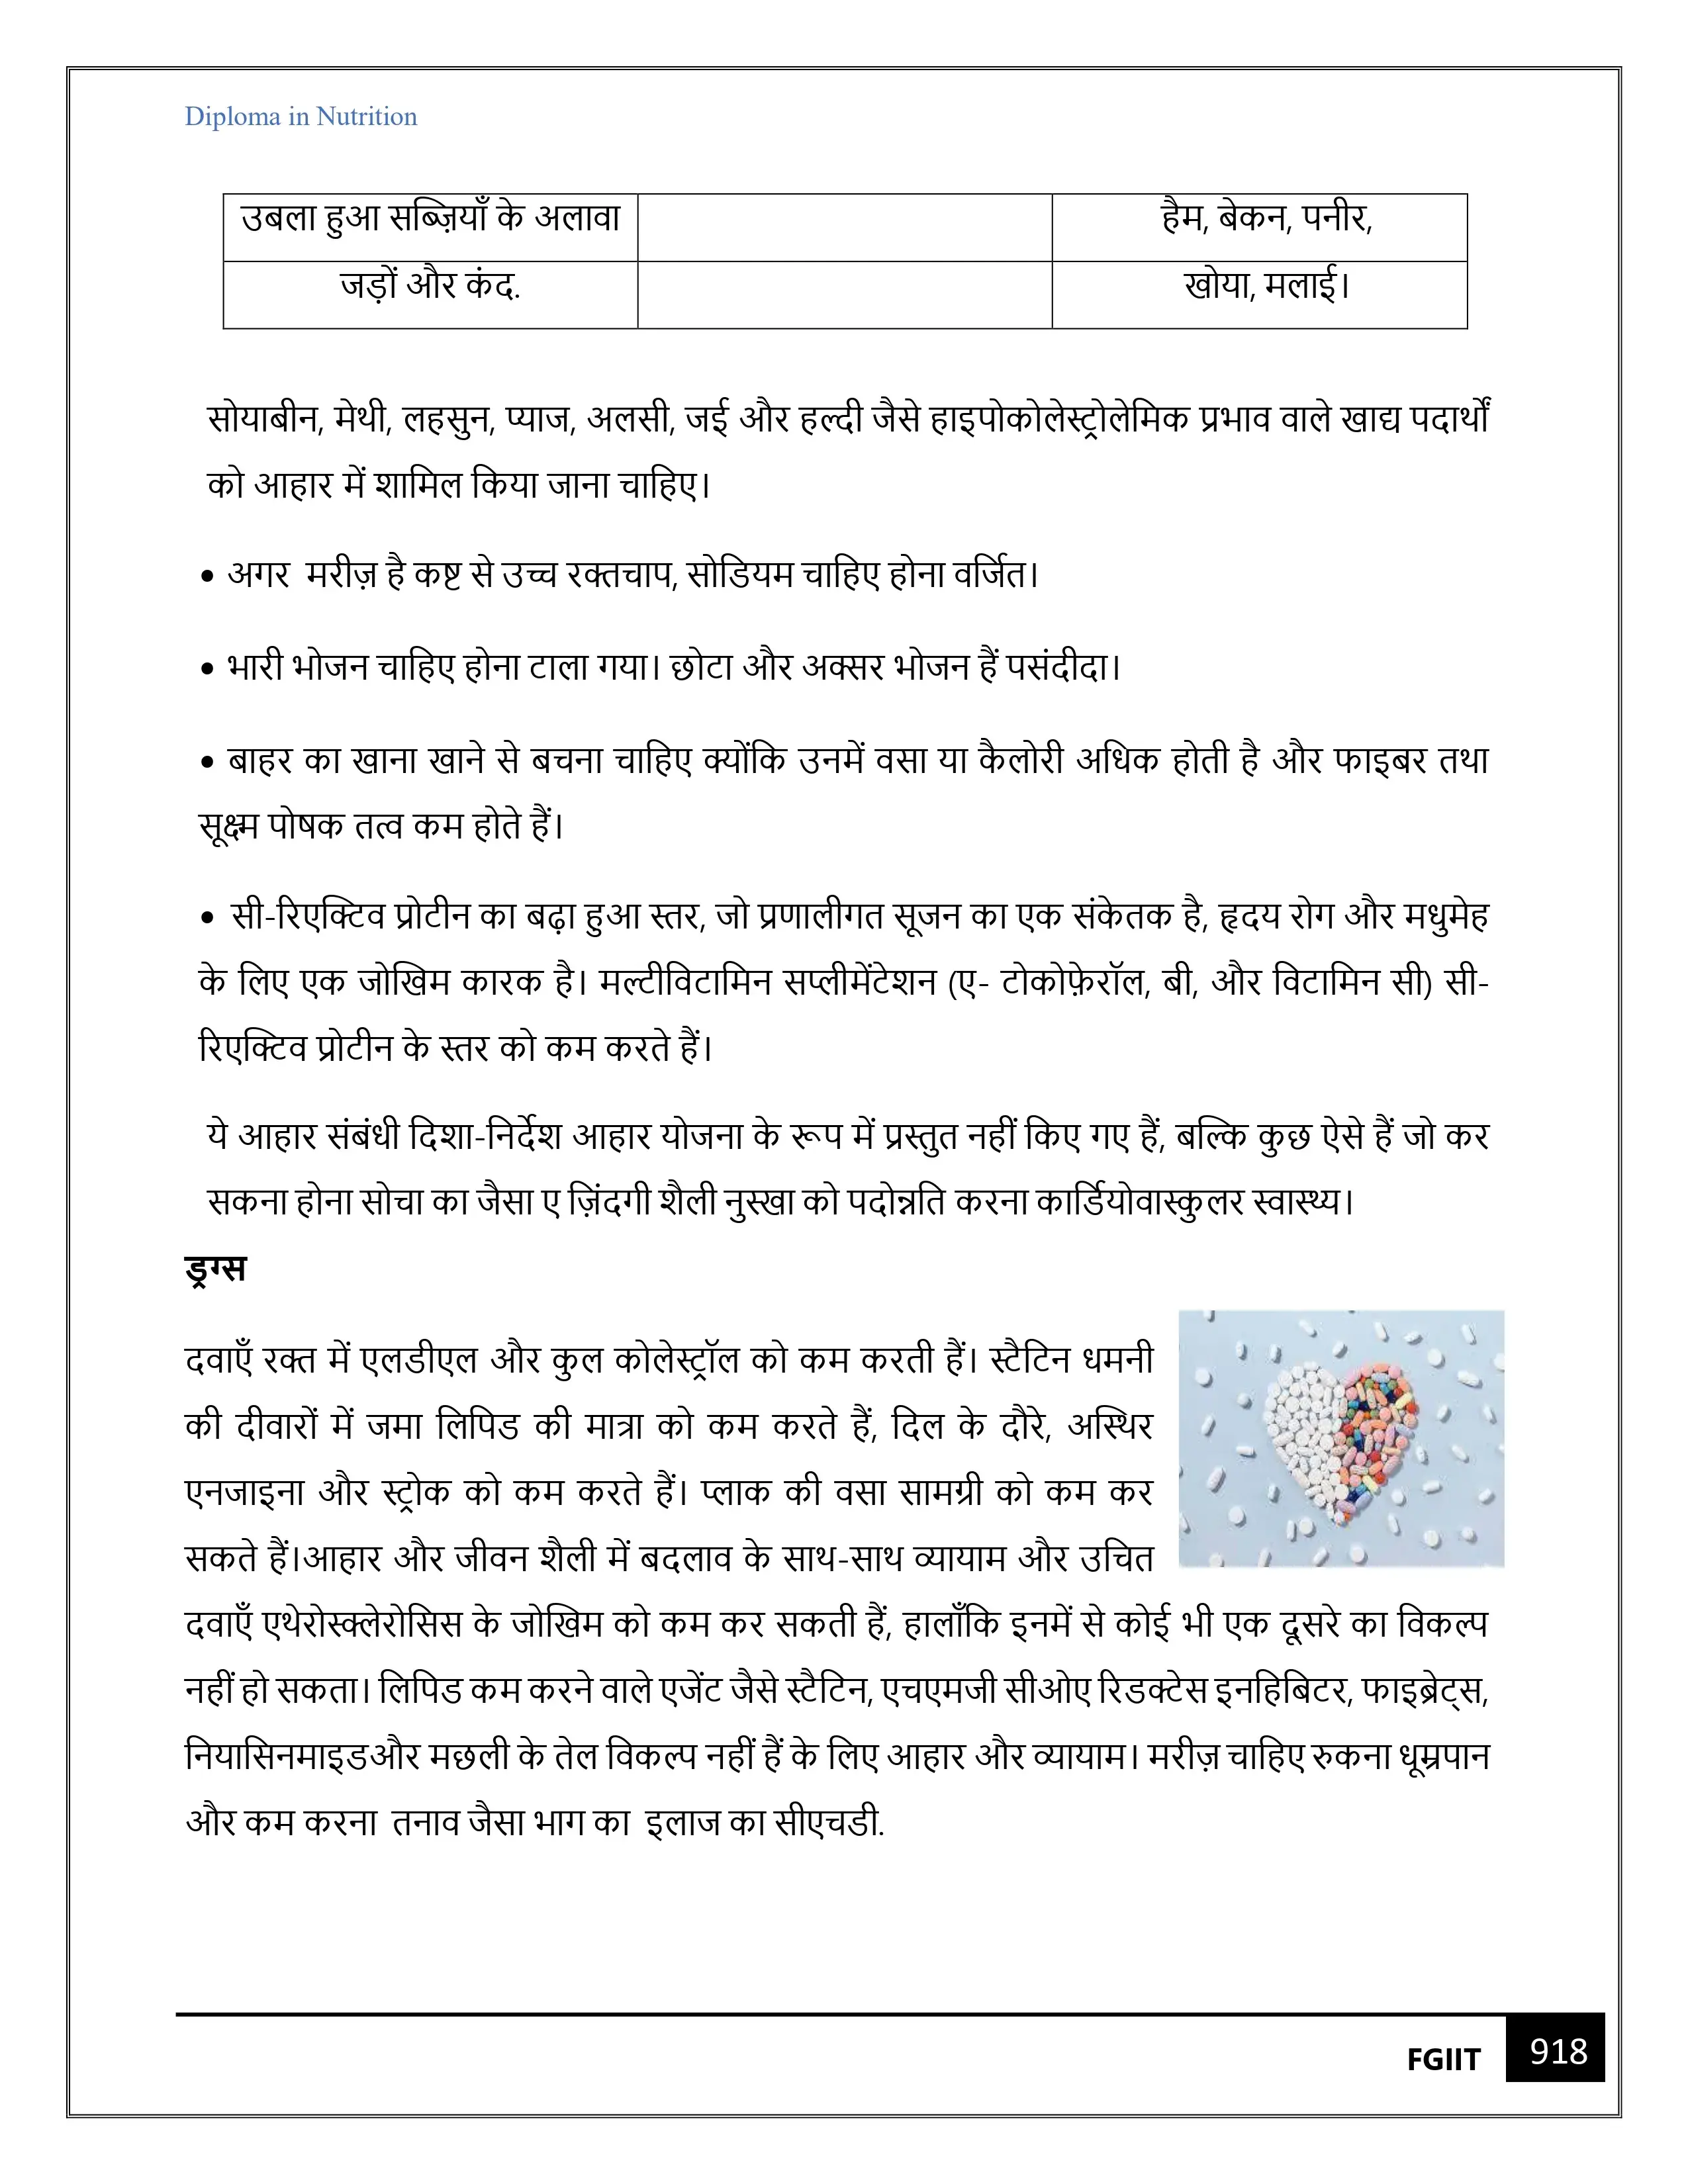 Diploma in Nutrition
उबला हुआ सब्ज़ियाँ के अलावा हैम, बेकन, पनीर,
जड़ों और कंद. खोया, मलाई।
सोयाबीन, मेथी, लहसुन, प्याज, अलसी, जई और हल्दी जैसे हाइपोकोलेस्ट्रोलेमिक प्रभाव वाले खाद्य पदार्थों
को आहार में शामिल किया जाना चाहिए।
• अगर मरीज़ है कष्ट से उच्च रक्तचाप, सोडियम चाहिए होना वर्जित।
• भारी भोजन चाहिए होना टाला गया। छोटा और अक्सर भोजन हैं पसंदीदा।
• बाहर का खाना खाने से बचना चाहिए क्योंकि उनमें वसा या कैलोरी अधिक होती है और फाइबर तथा
सूक्ष्म पोषक तत्व कम होते हैं।
• सी-रिएक्टिव प्रोटीन का बढ़ा हुआ स्तर, जो प्रणालीगत सूजन का एक संकेतक है, हृदय रोग और मधुमेह
के लिए एक जोखिम कारक है। मल्टीविटामिन सप्लीमेंटेशन (ए- टोकोफ़ेरॉल, बी, और विटामिन सी) सी-
रिएक्टिव प्रोटीन के स्तर को कम करते हैं।
ये आहार संबंधी दिशा-निर्देश आहार योजना के रूप में प्रस्तुत नहीं किए गए हैं, बल्कि कुछ ऐसे हैं जो कर
सकना होना सोचा का जैसा ए ज़िंदगी शैली नुस्खा को पदोन्नति करना कार्डियोवास्कुलर स्वास्थ्य।
ड्रग्स
दवाएँ रक्त में एलडीएल और कुल कोलेस्ट्रॉल को कम करती हैं। स्टैटिन धमनी
की दीवारों में जमा लिपिड की मात्रा को कम करते हैं, दिल के दौरे, अस्थिर
एनजाइना और स्ट्रोक को कम करते हैं। प्लाक की वसा सामग्री को कम कर
सकते हैं।आहार और जीवन शैली में बदलाव के साथ-साथ व्यायाम और उचित
दवाएँ एथेरोस्क्लेरोसिस के जोखिम को कम कर सकती हैं, हालाँकि इनमें से कोई भी एक दूसरे का विकल्प
नहीं हो सकता। लिपिड कम करने वाले एजेंट जैसे स्टैटिन, एचएमजी सीओए रिडक्टेस इनहिबिटर, फाइब्रेट्स,
नियासिनमाइडऔर मछली के तेल विकल्प नहीं हैं के लिए आहार और व्यायाम। मरीज़ चाहिए रुकना धूम्रपान
और कम करना तनाव जैसा भाग का इलाज का सीएचडी.
FGIIT 918